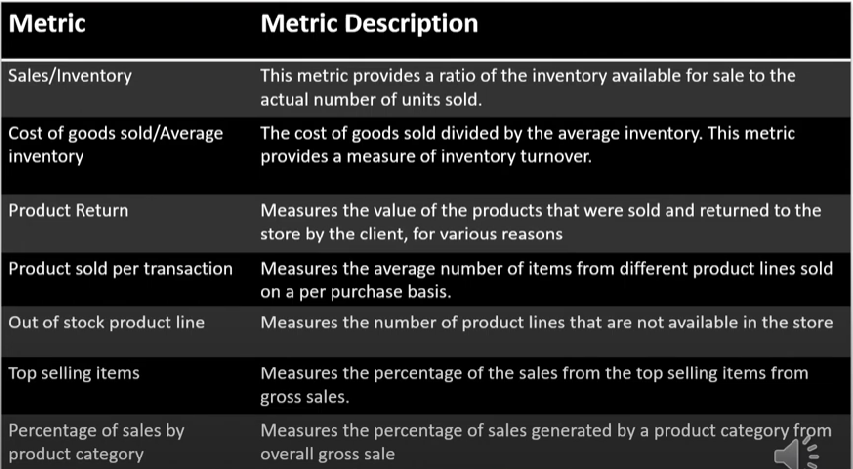 Metric Metric Description
Sales/Inventory This metric provides a ratio of the inventory available for sale to the
actual number of units sold.
Cost of goods sold/Average The cost of goods sold divided by the average inventory. This metric
inventory provides a measure of inventory turnover.
Product Return Measures the value of the products that were sold and returned to the
store by the client, for various reasons
Product sold per transaction Measures the average number of items from different product lines sold
on a per purchase basis.
Out of stock product line Measures the number of product lines that are not available in the store
Top selling items Measures the percentage of the sales from the top selling items from
gross sales.
Percentage of sales by Measures the percentage of sales generated by a product category from
product category overall gross sale